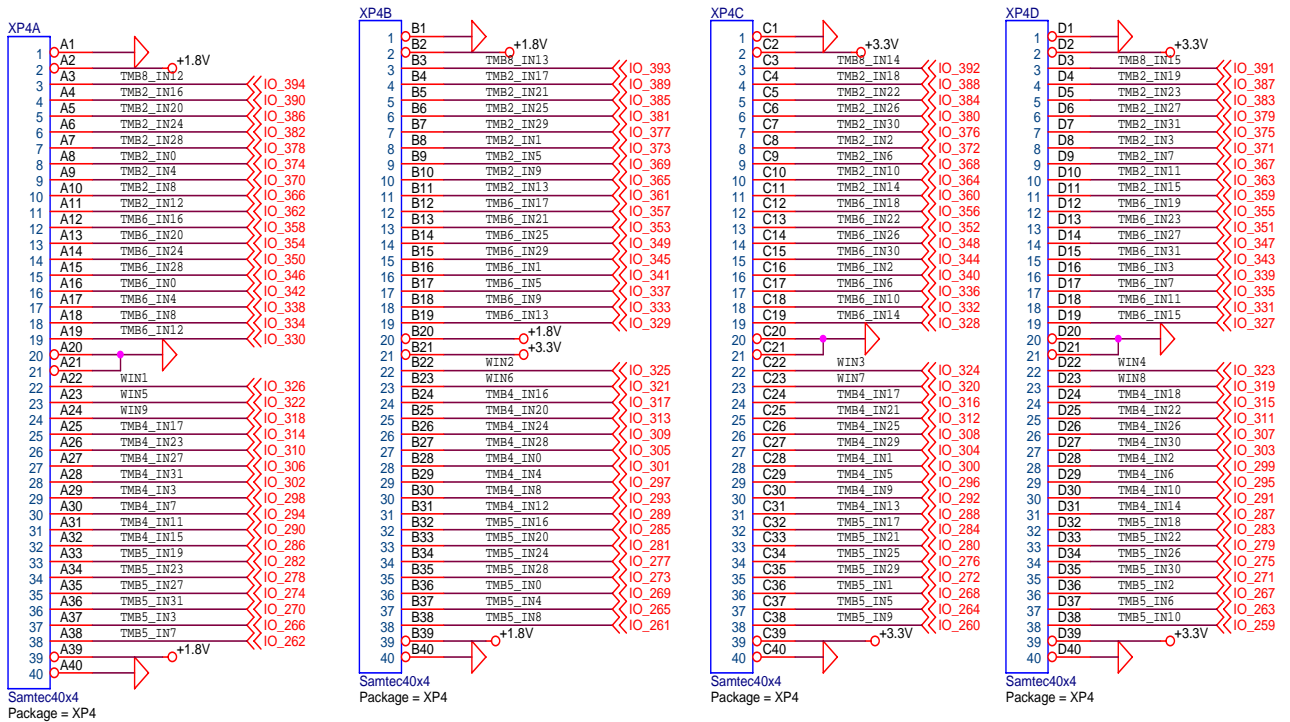 XP4A
1 A1
2 A2 +1.8V
3 A3 TMB8_IN12 IO_394
4 A4 TMB2_IN16 IO_390
5 A5 TMB2_IN20 IO_386
6 A6 TMB2_IN24 IO_382
7 A7 TMB2_IN28 IO_378
8 A8 TMB2_IN0 IO_374
9 A9 TMB2_IN4 IO_370
10 A10 TMB2_IN8 IO_366
11 A11 TMB2_IN12 IO_362
12 A12 TMB6_IN16 IO_358
13 A13 TMB6_IN20 IO_354
14 A14 TMB6_IN24 IO_350
15 A15 TMB6_IN28 IO_346
16 A16 TMB6_IN0 IO_342
17 A17 TMB6_IN4 IO_338
18 A18 TMB6_IN8 IO_334
19 A19 TMB6_IN12 IO_330
20 A20
21 A21
22 A22 WIN1 IO_326
23 A23 WIN5 IO_322
24 A24 WIN9 IO_318
25 A25 TMB4_IN17 IO_314
26 A26 TMB4_IN23 IO_310
27 A27 TMB4_IN27 IO_306
28 A28 TMB4_IN31 IO_302
29 A29 TMB4_IN3 IO_298
30 A30 TMB4_IN7 IO_294
31 A31 TMB4_IN11 IO_290
32 A32 TMB4_IN15 IO_286
33 A33 TMB5_IN19 IO_282
34 A34 TMB5_IN23 IO_278
35 A35 TMB5_IN27 IO_274
36 A36 TMB5_IN31 IO_270
37 A37 TMB5_IN3 IO_266
38 A38 TMB5_IN7 IO_262
39 A39 +1.8V
40 A40
Samtec40x4
Package = XP4
XP4B
1 B1
2 B2 +1.8V
3 B3 TMB8_IN13 IO_393
4 B4 TMB2_IN17 IO_389
5 B5 TMB2_IN21 IO_385
6 B6 TMB2_IN25 IO_381
7 B7 TMB2_IN29 IO_377
8 B8 TMB2_IN1 IO_373
9 B9 TMB2_IN5 IO_369
10 B10 TMB2_IN9 IO_365
11 B11 TMB2_IN13 IO_361
12 B12 TMB6_IN17 IO_357
13 B13 TMB6_IN21 IO_353
14 B14 TMB6_IN25 IO_349
15 B15 TMB6_IN29 IO_345
16 B16 TMB6_IN1 IO_341
17 B17 TMB6_IN5 IO_337
18 B18 TMB6_IN9 IO_333
19 B19 TMB6_IN13 IO_329
20 B20 +1.8V
21 B21 +3.3V
22 B22 WIN2 IO_325
23 B23 WIN6 IO_321
24 B24 TMB4_IN16 IO_317
25 B25 TMB4_IN20 IO_313
26 B26 TMB4_IN24 IO_309
27 B27 TMB4_IN28 IO_305
28 B28 TMB4_IN0 IO_301
29 B29 TMB4_IN4 IO_297
30 B30 TMB4_IN8 IO_293
31 B31 TMB4_IN12 IO_289
32 B32 TMB5_IN16 IO_285
33 B33 TMB5_IN20 IO_281
34 B34 TMB5_IN24 IO_277
35 B35 TMB5_IN28 IO_273
36 B36 TMB5_IN0 IO_269
37 B37 TMB5_IN4 IO_265
38 B38 TMB5_IN8 IO_261
39 B39 +1.8V
40 B40
Samtec40x4
Package = XP4
XP4C
1 C1
2 C2 +3.3V
3 C3 TMB8_IN14 IO_392
4 C4 TMB2_IN18 IO_388
5 C5 TMB2_IN22 IO_384
6 C6 TMB2_IN26 IO_380
7 C7 TMB2_IN30 IO_376
8 C8 TMB2_IN2 IO_372
9 C9 TMB2_IN6 IO_368
10 C10 TMB2_IN10 IO_364
11 C11 TMB2_IN14 IO_360
12 C12 TMB6_IN18 IO_356
13 C13 TMB6_IN22 IO_352
14 C14 TMB6_IN26 IO_348
15 C15 TMB6_IN30 IO_344
16 C16 TMB6_IN2 IO_340
17 C17 TMB6_IN6 IO_336
18 C18 TMB6_IN10 IO_332
19 C19 TMB6_IN14 IO_328
20 C20
21 C21
22 C22 WIN3 IO_324
23 C23 WIN7 IO_320
24 C24 TMB4_IN17 IO_316
25 C25 TMB4_IN21 IO_312
26 C26 TMB4_IN25 IO_308
27 C27 TMB4_IN29 IO_304
28 C28 TMB4_IN1 IO_300
29 C29 TMB4_IN5 IO_296
30 C30 TMB4_IN9 IO_292
31 C31 TMB4_IN13 IO_288
32 C32 TMB5_IN17 IO_284
33 C33 TMB5_IN21 IO_280
34 C34 TMB5_IN25 IO_276
35 C35 TMB5_IN29 IO_272
36 C36 TMB5_IN1 IO_268
37 C37 TMB5_IN5 IO_264
38 C38 TMB5_IN9 IO_260
39 C39 +3.3V
40 C40
Samtec40x4
Package = XP4
XP4D
1 D1
2 D2 +3.3V
3 D3 TMB8_IN15 IO_391
4 D4 TMB2_IN19 IO_387
5 D5 TMB2_IN23 IO_383
6 D6 TMB2_IN27 IO_379
7 D7 TMB2_IN31 IO_375
8 D8 TMB2_IN3 IO_371
9 D9 TMB2_IN7 IO_367
10 D10 TMB2_IN11 IO_363
11 D11 TMB2_IN15 IO_359
12 D12 TMB6_IN19 IO_355
13 D13 TMB6_IN23 IO_351
14 D14 TMB6_IN27 IO_347
15 D15 TMB6_IN31 IO_343
16 D16 TMB6_IN3 IO_339
17 D17 TMB6_IN7 IO_335
18 D18 TMB6_IN11 IO_331
19 D19 TMB6_IN15 IO_327
20 D20
21 D21
22 D22 WIN4 IO_323
23 D23 WIN8 IO_319
24 D24 TMB4_IN18 IO_315
25 D25 TMB4_IN22 IO_311
26 D26 TMB4_IN26 IO_307
27 D27 TMB4_IN30 IO_303
28 D28 TMB4_IN2 IO_299
29 D29 TMB4_IN6 IO_295
30 D30 TMB4_IN10 IO_291
31 D31 TMB4_IN14 IO_287
32 D32 TMB5_IN18 IO_283
33 D33 TMB5_IN22 IO_279
34 D34 TMB5_IN26 IO_275
35 D35 TMB5_IN30 IO_271
36 D36 TMB5_IN2 IO_267
37 D37 TMB5_IN6 IO_263
38 D38 TMB5_IN10 IO_259
39 D39 +3.3V
40 D40
Samtec40x4
Package = XP4